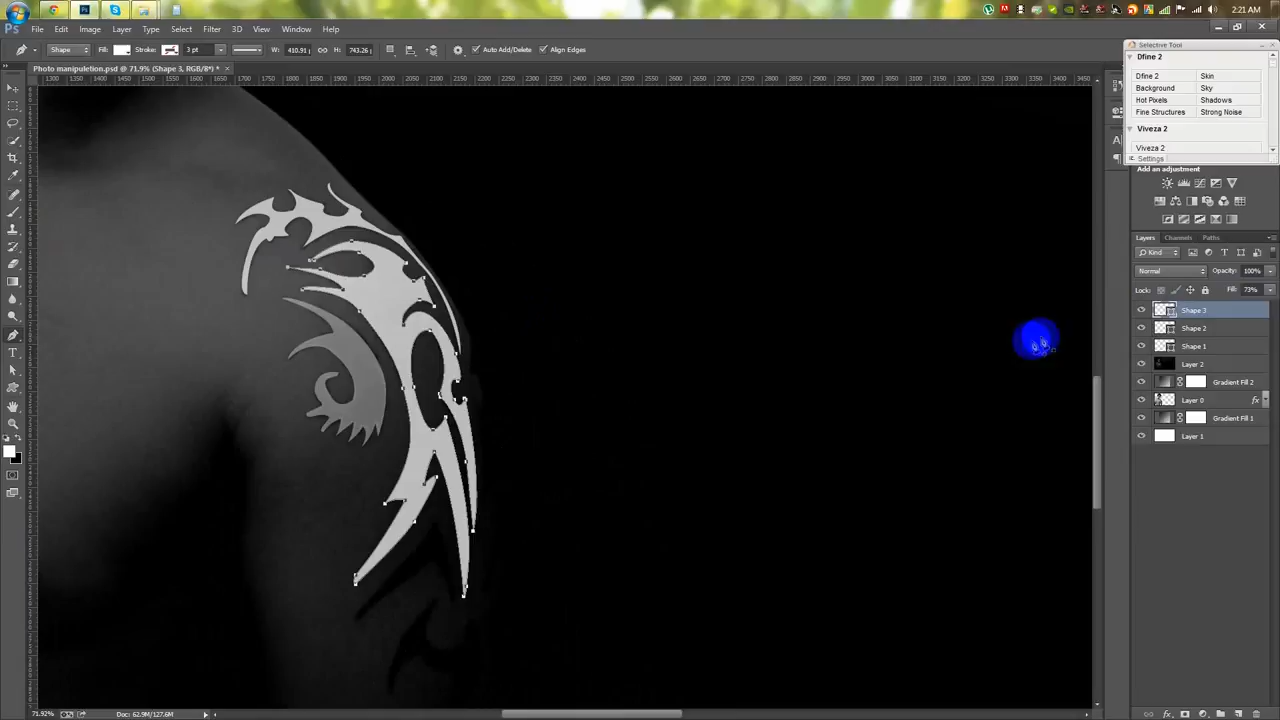 2:21 AM
Ps File Edit Image Layer Type Select Filter 3D View Window Help
Shape Fill: Stroke: 3 pt W: 410.91 H: 743.26 Auto Add/Delete Align Edges
Photo manipuletion.psd @ 71.9% (Shape 3, RGB/8*) *
Selective Tool
Dfine 2
Dfine 2 Skin
Background Sky
Hot Pixels Shadows
Fine Structures Strong Noise
Viveza 2
Viveza 2
Settings
Add an adjustment
Layers Channels Paths
Kind
Normal Opacity: 100%
Lock: Fill: 73%
Shape 3
Shape 2
Shape 1
Layer 2
Gradient Fill 2
Layer 0 fx
Gradient Fill 1
Layer 1
71.92% Doc: 62.9M/127.6M